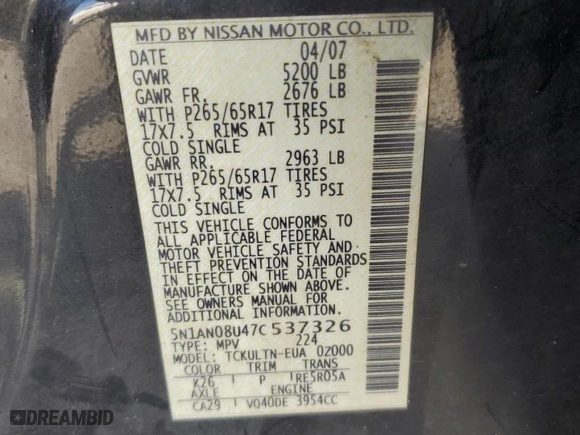 MFD BY NISSAN MOTOR CO., LTD.
DATE 04/07
GVWR 5200 LB
GAWR FR. 2676 LB
WITH P265/65R17 TIRES
17X7.5 RIMS AT 35 PSI
COLD SINGLE
GAWR RR. 2963 LB
WITH P265/65R17 TIRES
17X7.5 RIMS AT 35 PSI
COLD SINGLE
THIS VEHICLE CONFORMS TO
ALL APPLICABLE FEDERAL
MOTOR VEHICLE SAFETY AND
THEFT PREVENTION STANDARDS
IN EFFECT ON THE DATE OF
MANUFACTURE SHOWN ABOVE.
SEE OWNERS MANUAL FOR
ADDITIONAL INFORMATION.
5N1AN08U47C537326
TYPE: MPV 224
MODEL: TCKULTN-EUA 0Z000
COLOR TRIM TRANS
K26 P RE5R05A
AXLE ENGINE
CA29 VQ40DE 3954CC
DREAMBID